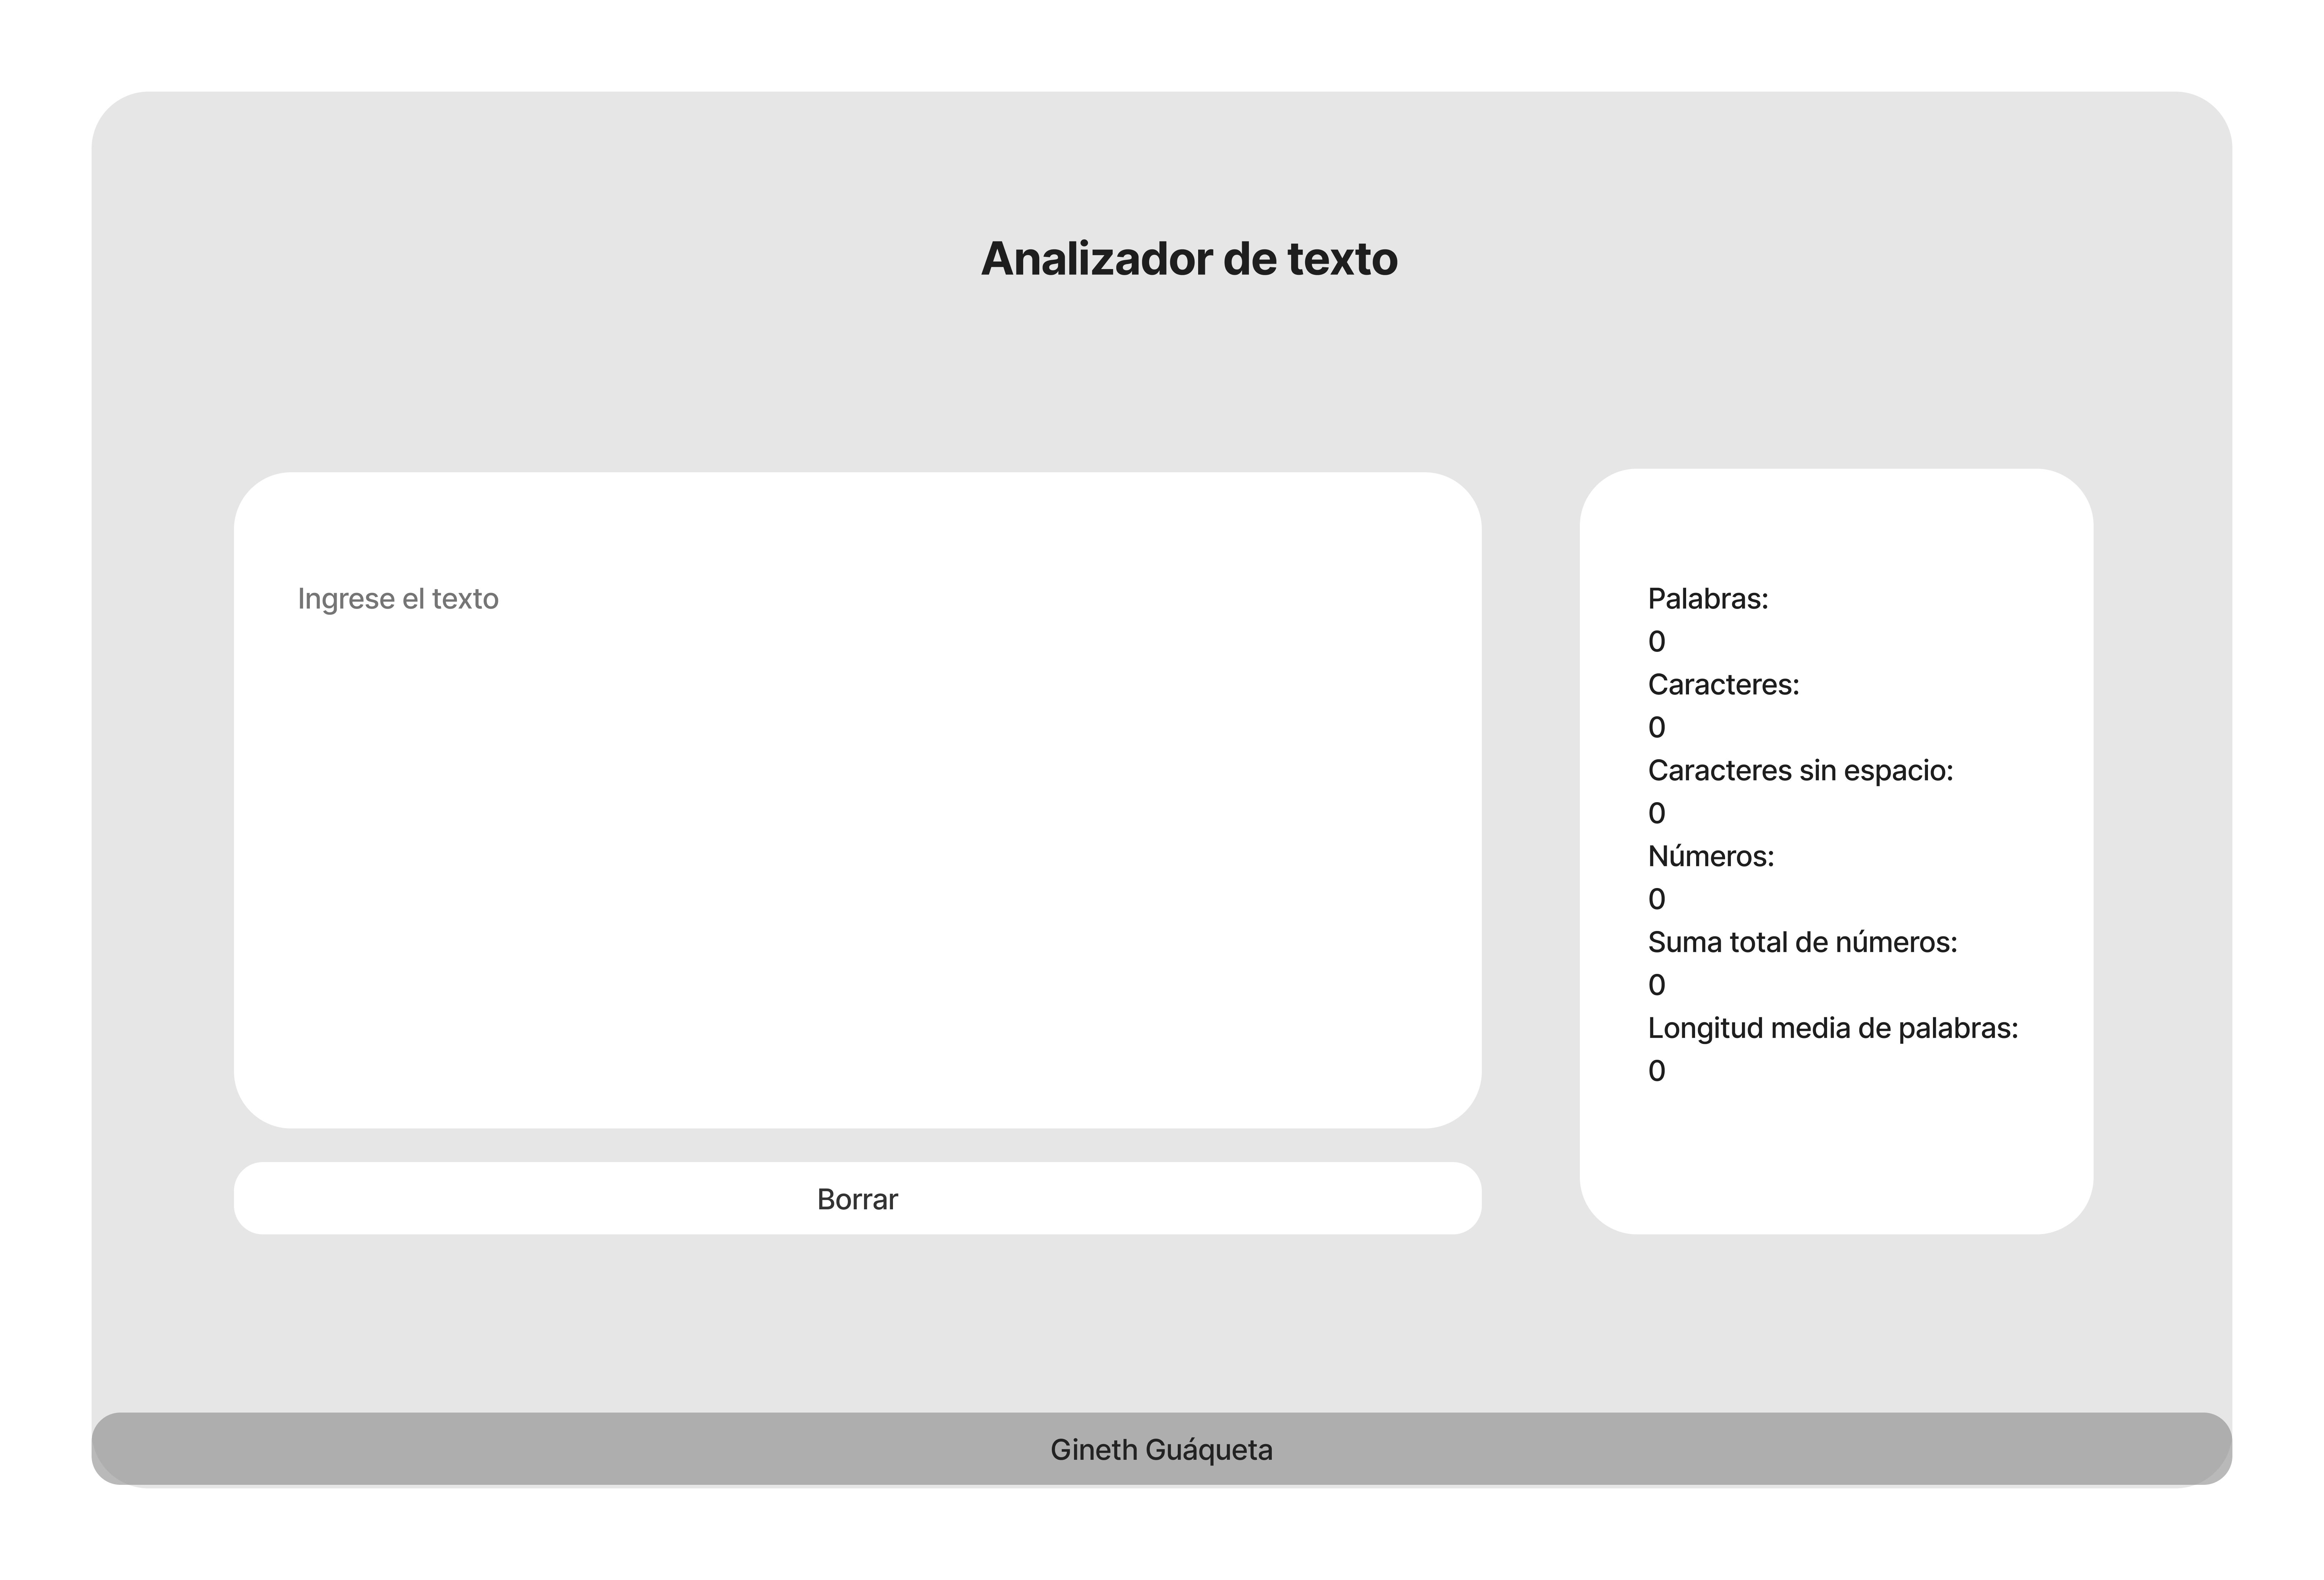 Analizador de texto
Ingrese el texto
Borrar
Palabras:
0
Caracteres:
0
Caracteres sin espacio:
0
Números:
0
Suma total de números:
0
Longitud media de palabras:
0
Gineth Guáqueta